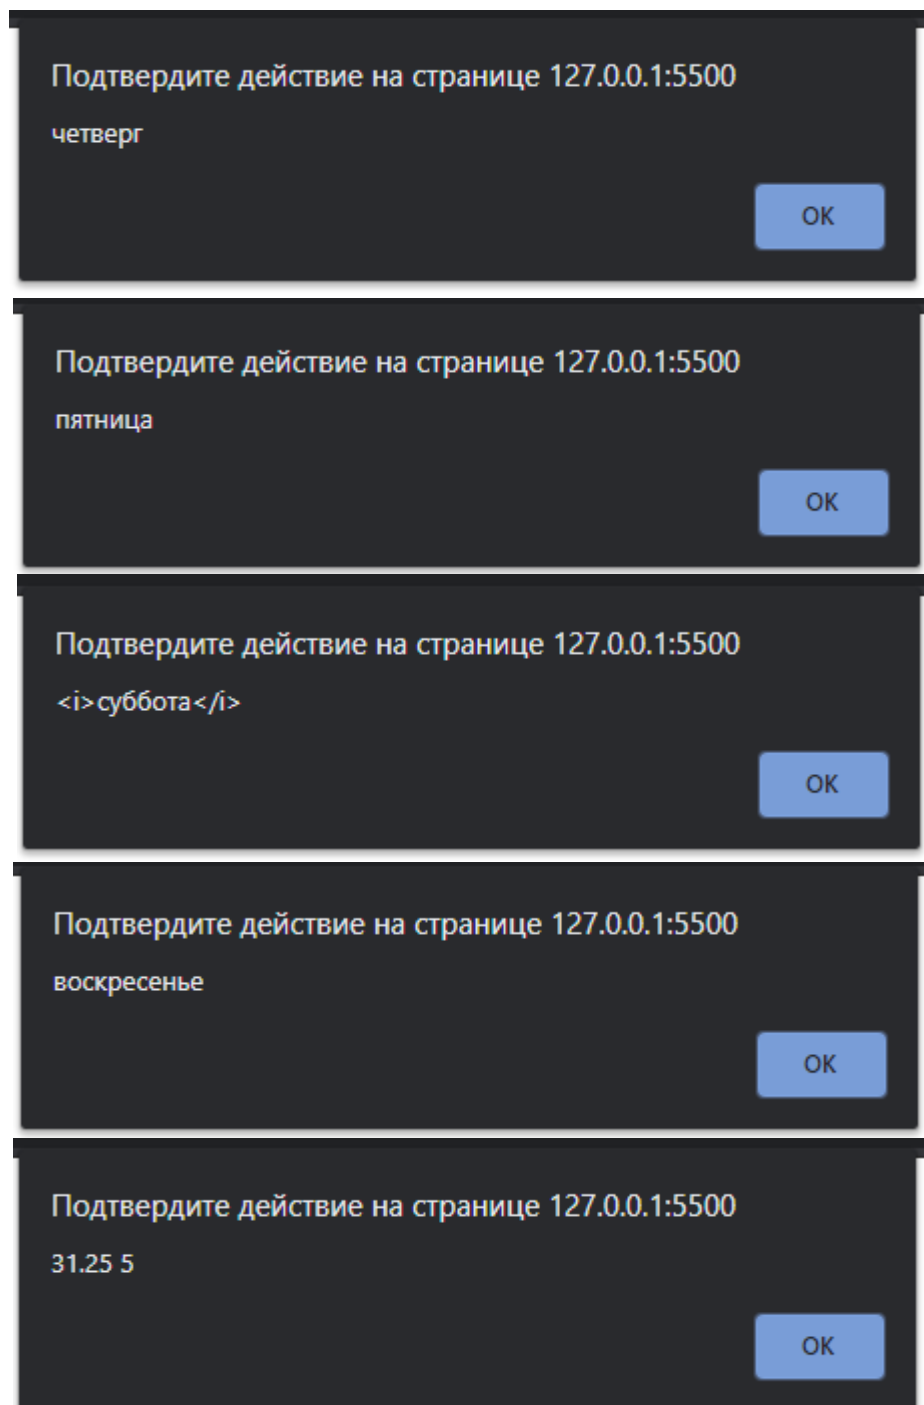 Подтвердите действие на странице 127.0.0.1:5500
четверг
ОК
Подтвердите действие на странице 127.0.0.1:5500
пятница
ОК
Подтвердите действие на странице 127.0.0.1:5500
<i>суббота</i>
ОК
Подтвердите действие на странице 127.0.0.1:5500
воскресенье
ОК
Подтвердите действие на странице 127.0.0.1:5500
31.25 5
ОК